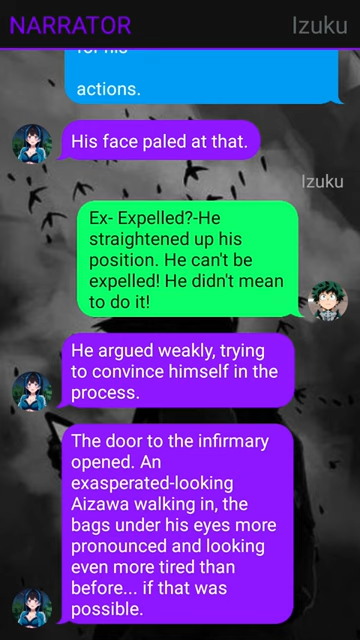 NARRATOR
Izuku
actions.
His face paled at that.
Izuku
Ex- Expelled?-He
straightened up his
position. He can't be
expelled! He didn't mean
to do it!
He argued weakly, trying
to convince himself in the
process.
The door to the infirmary
opened. An
exasperated-looking
Aizawa walking in, the
bags under his eyes more
pronounced and looking
even more tired than
before... if that was
possible.